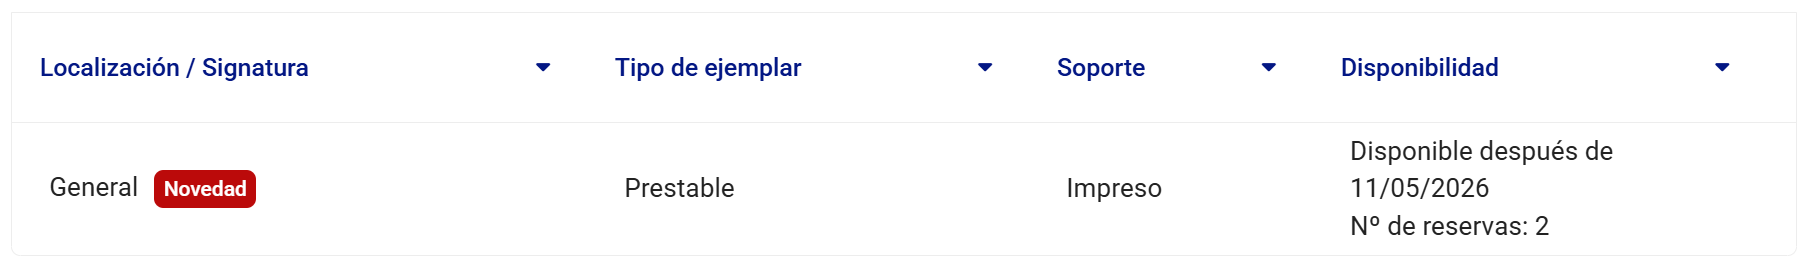 Localización / Signatura
Tipo de ejemplar
Soporte
Disponibilidad
General Novedad
Prestable
Impreso
Disponible después de
11/05/2026
Nº de reservas: 2